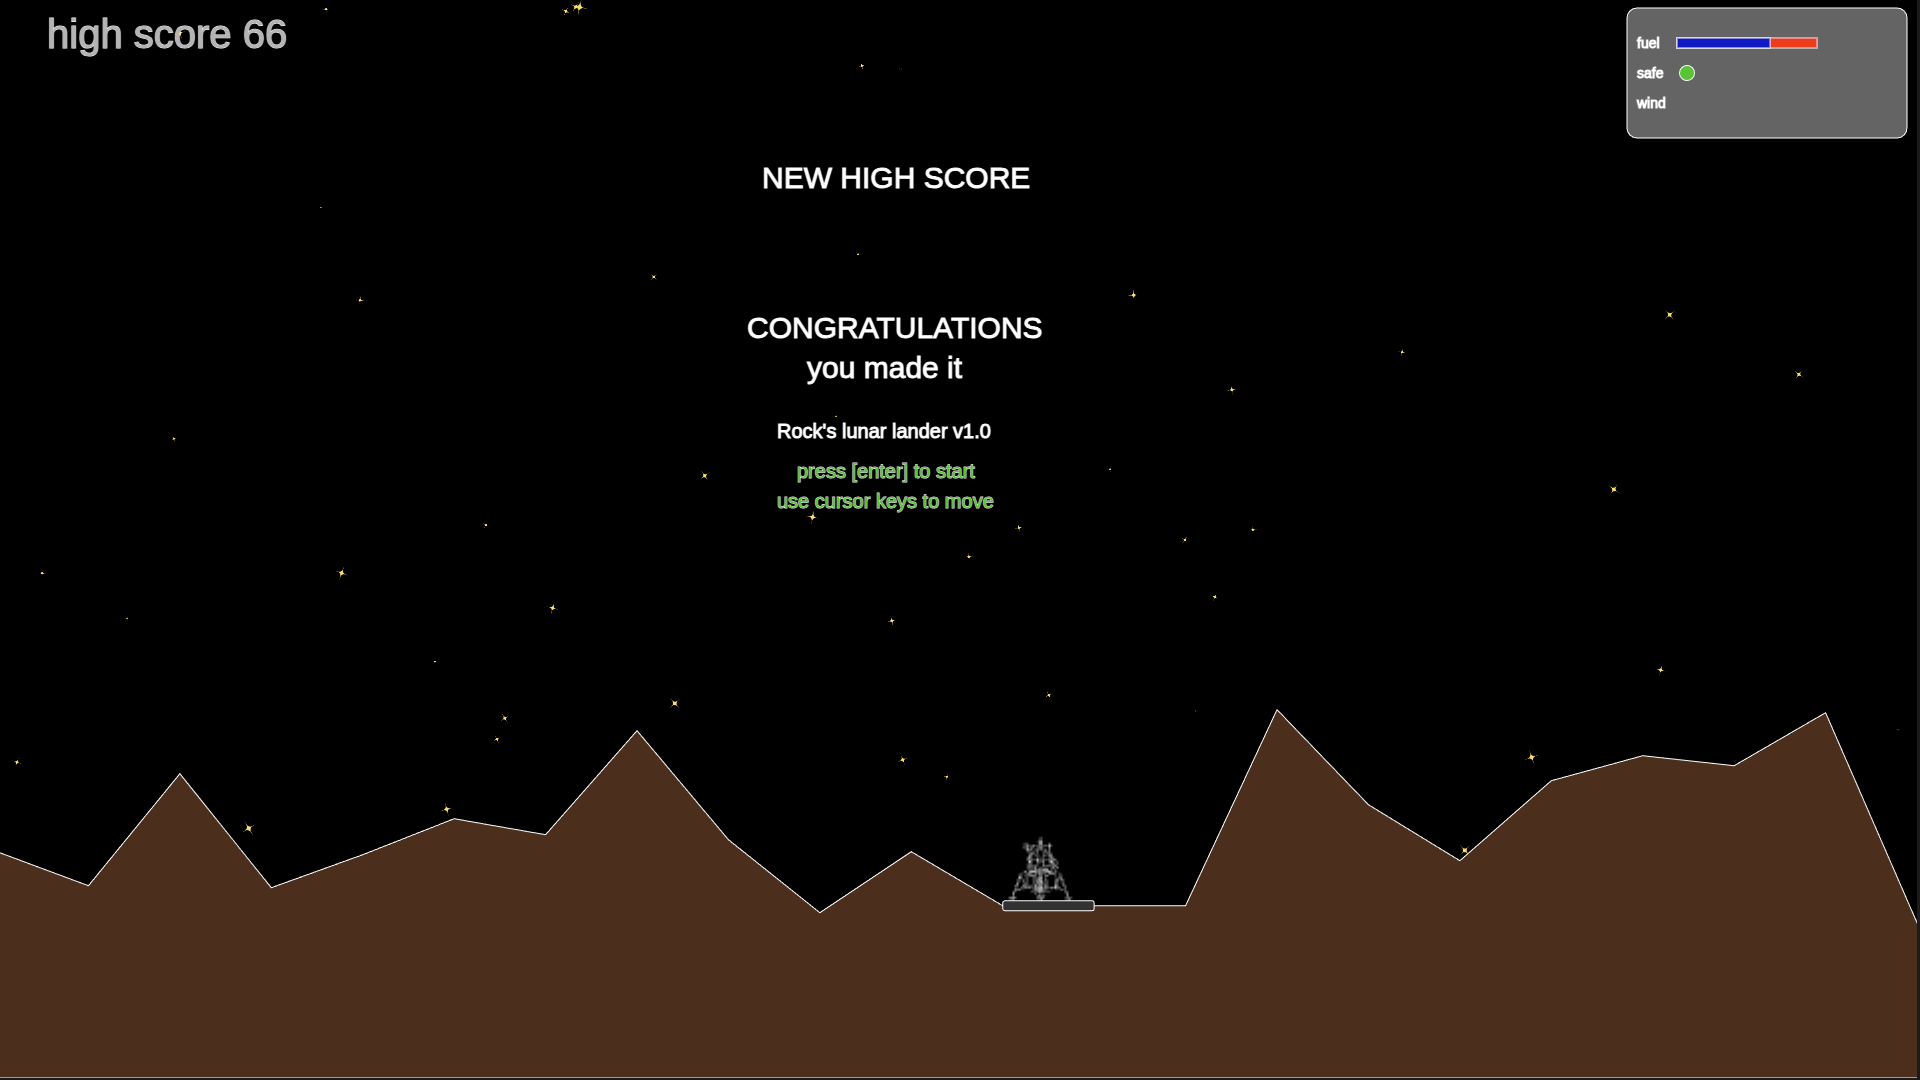 high score 66
fuel
safe
wind
NEW HIGH SCORE
CONGRATULATIONS
you made it
Rock's lunar lander v1.0
press [enter] to start
use cursor keys to move